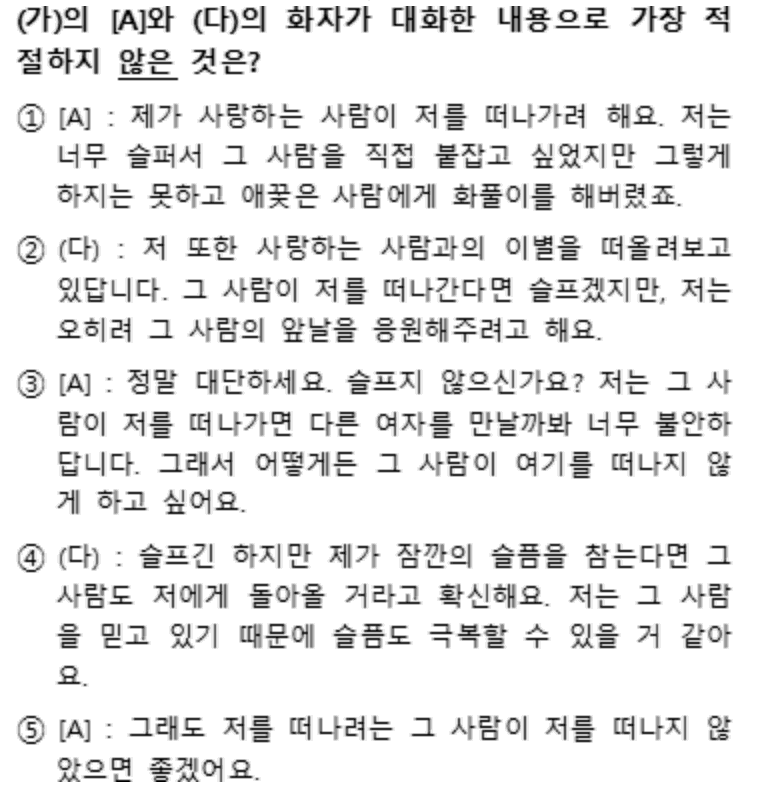 (가)의 [A]와 (다)의 화자가 대화한 내용으로 가장 적
절하지 않은 것은?
① [A] : 제가 사랑하는 사람이 저를 떠나가려 해요. 저는
너무 슬퍼서 그 사람을 직접 붙잡고 싶었지만 그렇게
하지는 못하고 애꿎은 사람에게 화풀이를 해버렸죠.
② (다) : 저 또한 사랑하는 사람과의 이별을 떠올려보고
있답니다. 그 사람이 저를 떠나간다면 슬프겠지만, 저는
오히려 그 사람의 앞날을 응원해주려고 해요.
③ [A] : 정말 대단하세요. 슬프지 않으신가요? 저는 그 사
람이 저를 떠나가면 다른 여자를 만날까봐 너무 불안하
답니다. 그래서 어떻게든 그 사람이 여기를 떠나지 않
게 하고 싶어요.
④ (다) : 슬프긴 하지만 제가 잠깐의 슬픔을 참는다면 그
사람도 저에게 돌아올 거라고 확신해요. 저는 그 사람
을 믿고 있기 때문에 슬픔도 극복할 수 있을 거 같아
요.
⑤ [A] : 그래도 저를 떠나려는 그 사람이 저를 떠나지 않
았으면 좋겠어요.